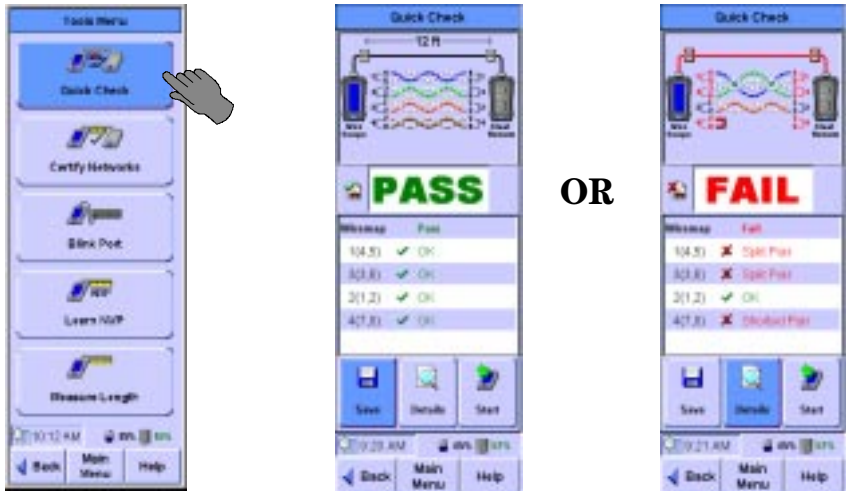 Tools Menu
Quick Check
Certify Networks
Blink Port
Learn NVP
Measure Length
10:12 AM
Back
Main Menu
Help
Quick Check
12 ft
PASS
Wiremap Pass
1(4,5) OK
3(3,6) OK
2(1,2) OK
4(7,8) OK
Save
Details
Start
9:20 AM
Back
Main Menu
Help
OR
Quick Check
FAIL
Wiremap Fail
1(4,5) Split Pair
3(3,6) Split Pair
2(1,2) OK
4(7,8) Shorted Pair
Save
Details
Start
9:21 AM
Back
Main Menu
Help